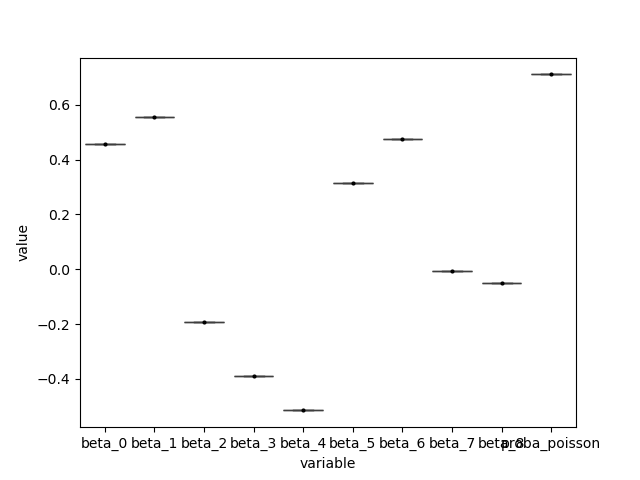 value
0.6
0.4
0.2
0.0
−0.2
−0.4
beta_0 beta_1 beta_2 beta_3 beta_4 beta_5 beta_6 beta_7 beta_8 proba_poisson
variable